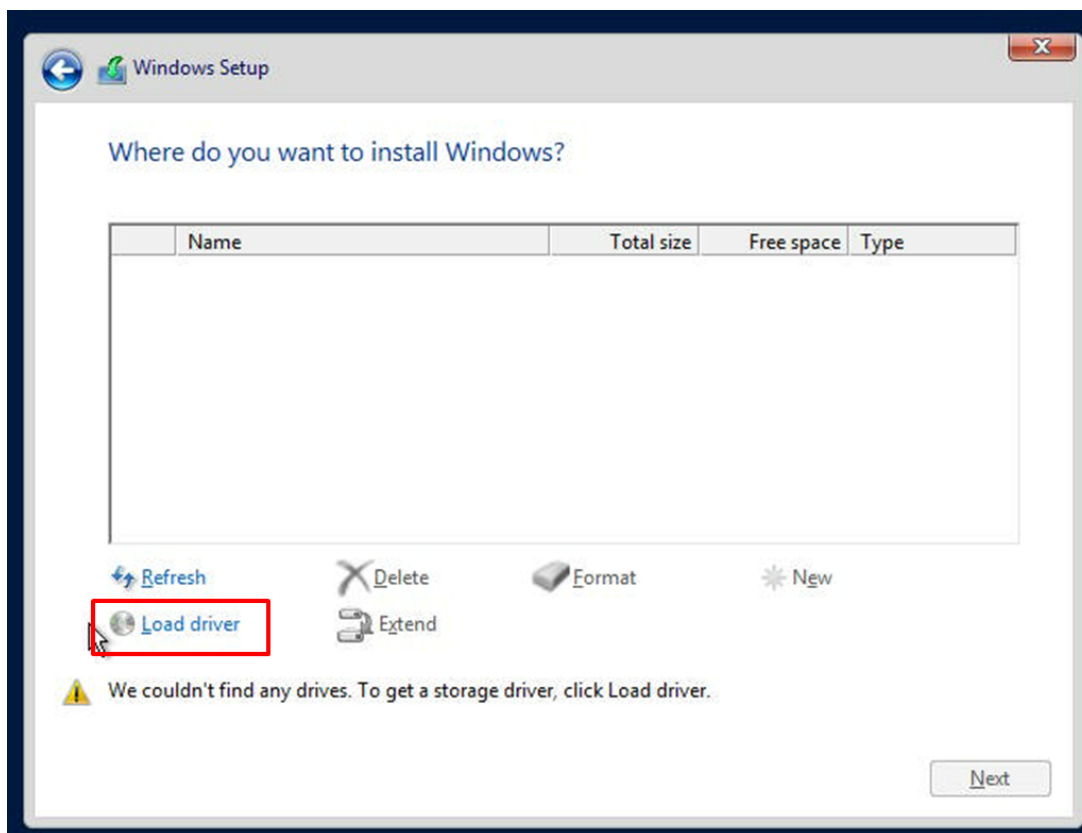 Windows Setup
Where do you want to install Windows?
Name Total size Free space Type
Refresh Delete Format New
Load driver Extend
We couldn't find any drives. To get a storage driver, click Load driver.
Next